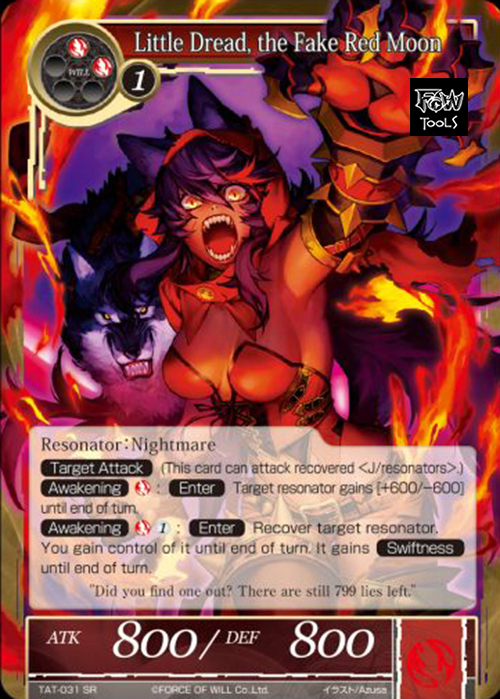 Little Dread, the Fake Red Moon
WILL
1
FOW
TOOLS
Resonator : Nightmare
Target Attack (This card can attack recovered <J/resonators>.)
Awakening : Enter Target resonator gains [+600/−600]
until end of turn.
Awakening 1 : Enter Recover target resonator.
You gain control of it until end of turn. It gains Swiftness
until end of turn.
"Did you find one out? There are still 799 lies left."
ATK 800 / DEF 800
TAT-031 SR ©FORCE OF WILL Co.,Ltd. イラスト/Azusa